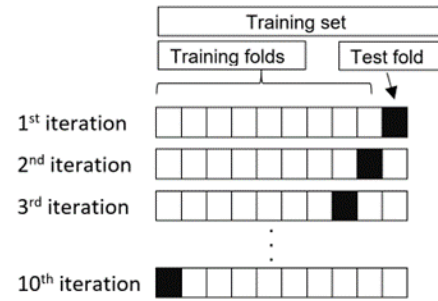 Training set
Training folds
Test fold
1st iteration
2nd iteration
3rd iteration
10th iteration